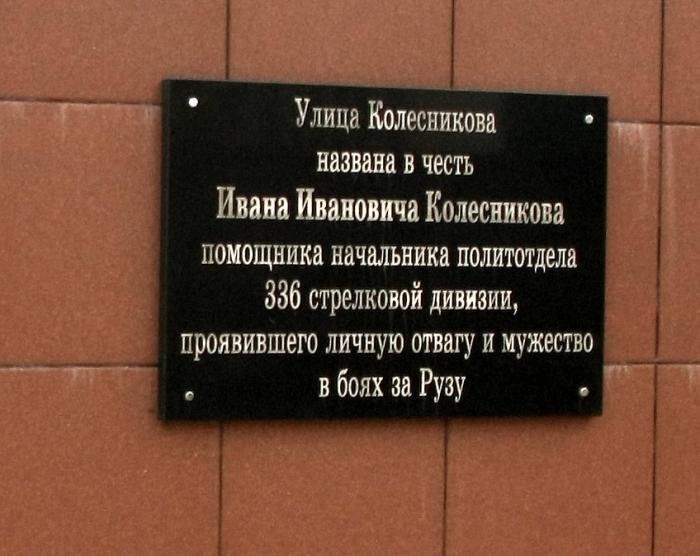 Улица Колесникова
названа в честь
Ивана Ивановича Колесникова
помощника начальника политотдела
336 стрелковой дивизии,
проявившего личную отвагу и мужество
в боях за Рузу